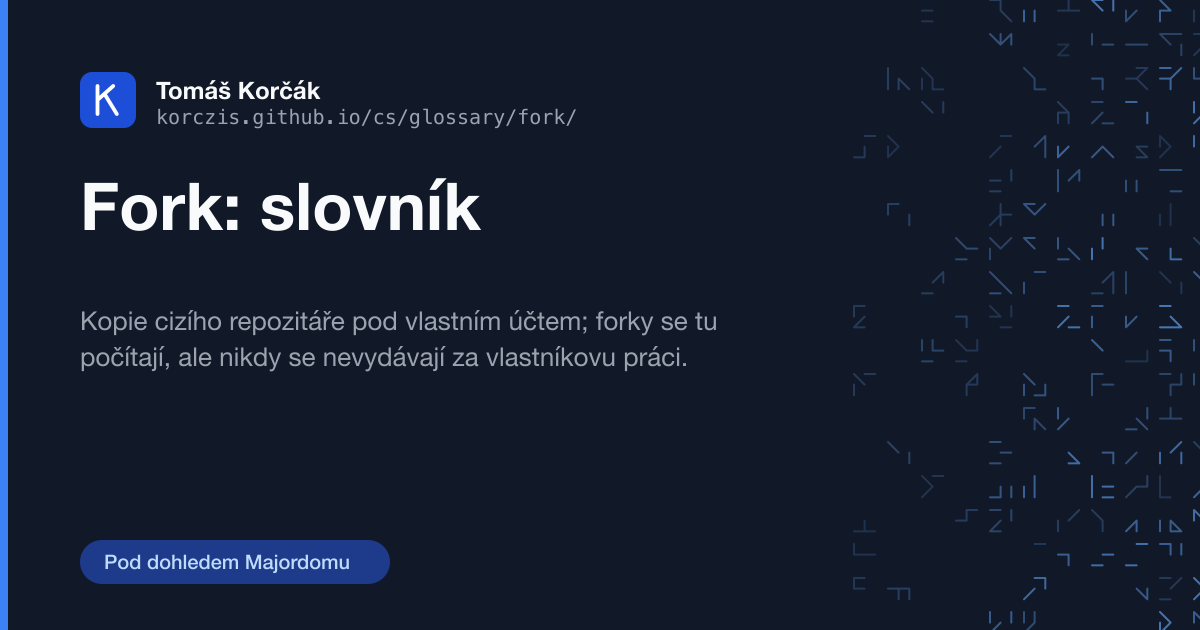 Tomáš Korčák
korczis.github.io/cs/glossary/fork/
Fork: slovník
Kopie cizího repozitáře pod vlastním účtem; forky se tu
počítají, ale nikdy se nevydávají za vlastníkovu práci.
Pod dohledem Majordomu